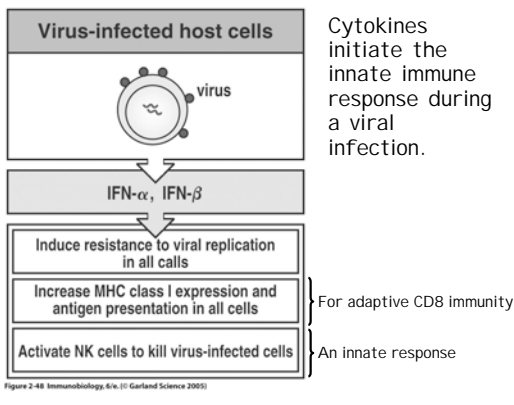 Virus-infected host cells
virus
IFN-α, IFN-β
Induce resistance to viral replication
in all calls
Increase MHC class I expression and
antigen presentation in all cells
Activate NK cells to kill virus-infected cells
Figure 2-48 Immunobiology, 6/e. (© Garland Science 2005)
Cytokines
initiate the
innate immune
response during
a viral
infection.
For adaptive CD8 immunity
An innate response